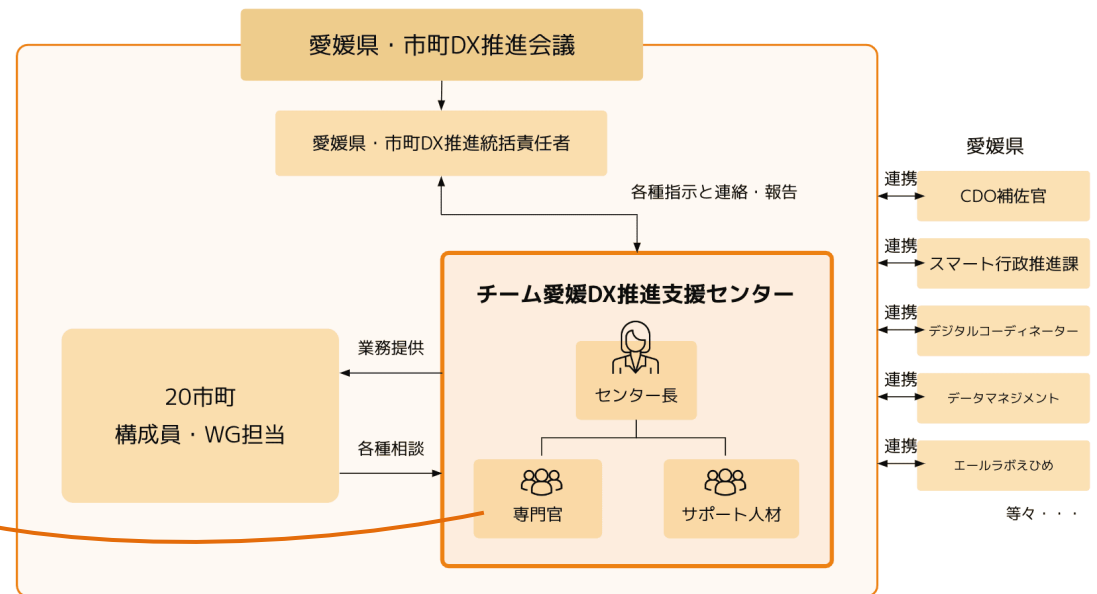 愛媛県・市町DX推進会議
愛媛県・市町DX推進統括責任者
各種指示と連絡・報告
チーム愛媛DX推進支援センター
センター長
専門官
サポート人材
業務提供
各種相談
20市町
構成員・WG担当
愛媛県
連携
CDO補佐官
連携
スマート行政推進課
連携
デジタルコーディネーター
連携
データマネジメント
連携
エールラボえひめ
等々・・・